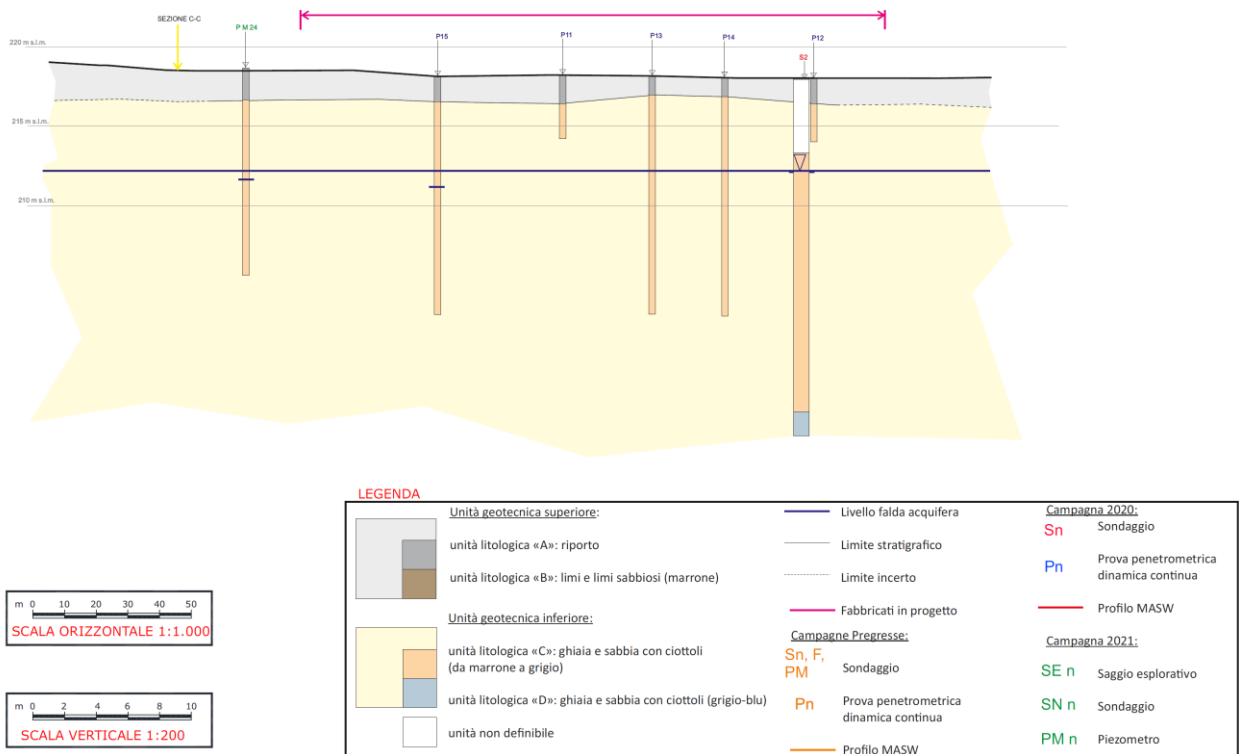 SEZIONE C-C
P M 24
220 m s.l.m.
P15
P11
P13
P14
P12
S2
215 m s.l.m.
210 m s.l.m.
LEGENDA
Unità geotecnica superiore:
unità litologica «A»: riporto
unità litologica «B»: limi e limi sabbiosi (marrone)
Unità geotecnica inferiore:
unità litologica «C»: ghiaia e sabbia con ciottoli
(da marrone a grigio)
unità litologica «D»: ghiaia e sabbia con ciottoli (grigio-blu)
unità non definibile
Livello falda acquifera
Limite stratigrafico
Limite incerto
Fabbricati in progetto
Campagne Pregresse:
Sn, F,
PM
Sondaggio
Pn
Prova penetrometrica
dinamica continua
Profilo MASW
Campagna 2020:
Sn
Sondaggio
Pn
Prova penetrometrica
dinamica continua
Profilo MASW
Campagna 2021:
SE n
Saggio esplorativo
SN n
Sondaggio
PM n
Piezometro
m 0 10 20 30 40 50
SCALA ORIZZONTALE 1:1.000
m 0 2 4 6 8 10
SCALA VERTICALE 1:200